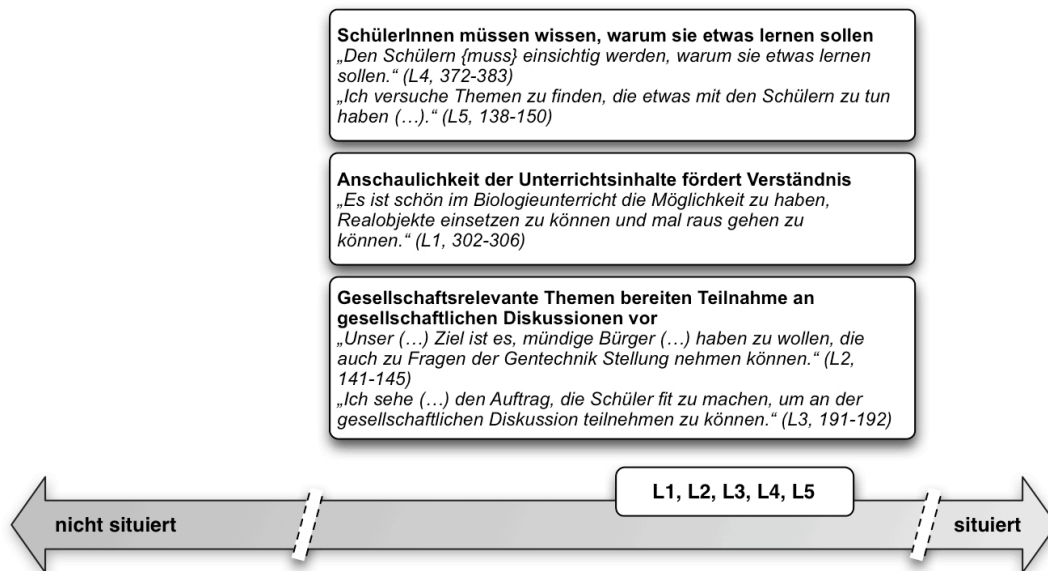 SchülerInnen müssen wissen, warum sie etwas lernen sollen
„Den Schülern {muss} einsichtig werden, warum sie etwas lernen
sollen.“ (L4, 372-383)
„Ich versuche Themen zu finden, die etwas mit den Schülern zu tun
haben (…).“ (L5, 138-150)
Anschaulichkeit der Unterrichtsinhalte fördert Verständnis
„Es ist schön im Biologieunterricht die Möglichkeit zu haben,
Realobjekte einsetzen zu können und mal raus gehen zu
können.“ (L1, 302-306)
Gesellschaftsrelevante Themen bereiten Teilnahme an
gesellschaftlichen Diskussionen vor
„Unser (…) Ziel ist es, mündige Bürger (…) haben zu wollen, die
auch zu Fragen der Gentechnik Stellung nehmen können.“ (L2,
141-145)
„Ich sehe (…) den Auftrag, die Schüler fit zu machen, um an der
gesellschaftlichen Diskussion teilnehmen zu können.“ (L3, 191-192)
L1, L2, L3, L4, L5
nicht situiert
situiert